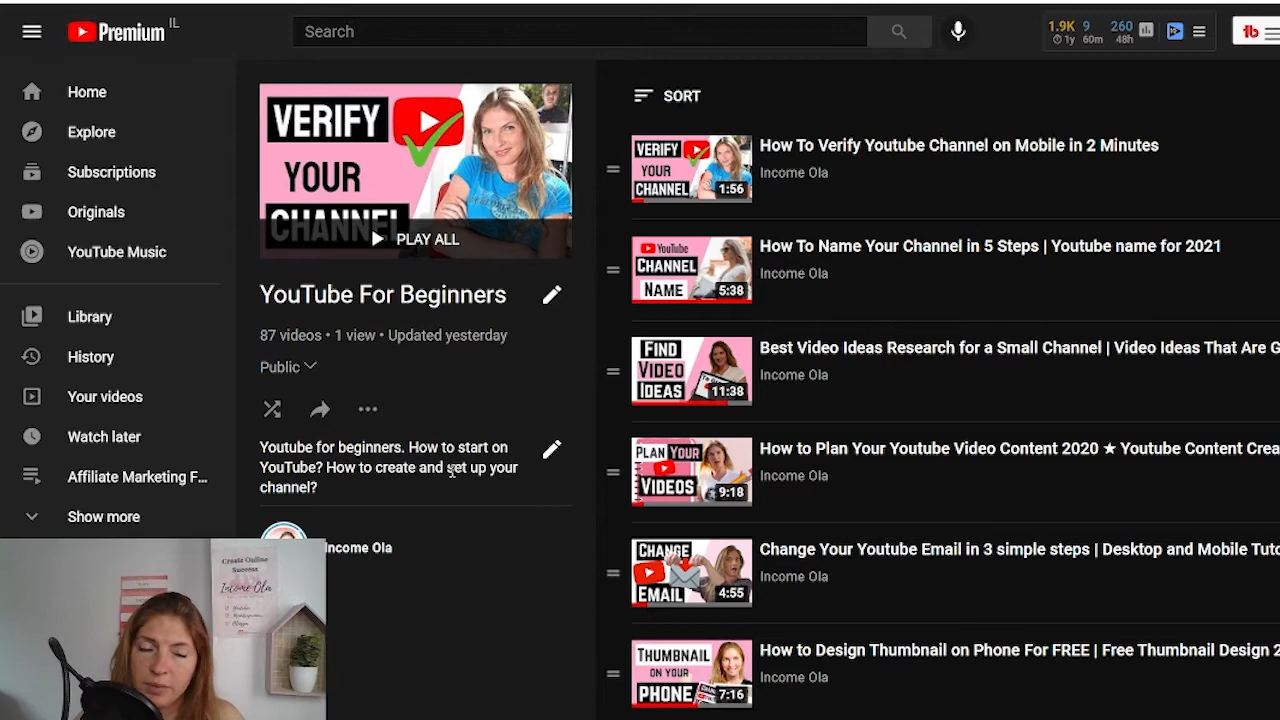 Premium IL
Search
1.9K 9 260
1y 60m 48h
tb
Home
Explore
Subscriptions
Originals
YouTube Music
Library
History
Your videos
Watch later
Affiliate Marketing F...
Show more
VERIFY
YOUR
CHANNEL
PLAY ALL
YouTube For Beginners
87 videos • 1 view • Updated yesterday
Public
Youtube for beginners. How to start on
YouTube? How to create and set up your
channel?
Income Ola
SORT
VERIFY
YOUR
CHANNEL
1:56
How To Verify Youtube Channel on Mobile in 2 Minutes
Income Ola
YouTube
CHANNEL
NAME
5:38
How To Name Your Channel in 5 Steps | Youtube name for 2021
Income Ola
FIND
VIDEO
IDEAS
11:38
Best Video Ideas Research for a Small Channel | Video Ideas That Are G
Income Ola
PLAN YOUR
VIDEOS
9:18
How to Plan Your Youtube Video Content 2020 ★ Youtube Content Crea
Income Ola
CHANGE
EMAIL
4:55
Change Your Youtube Email in 3 simple steps | Desktop and Mobile Tuto
Income Ola
THUMBNAIL
ON YOUR
PHONE
7:16
How to Design Thumbnail on Phone For FREE | Free Thumbnail Design 2
Income Ola
Create Online
Success
Income Ola